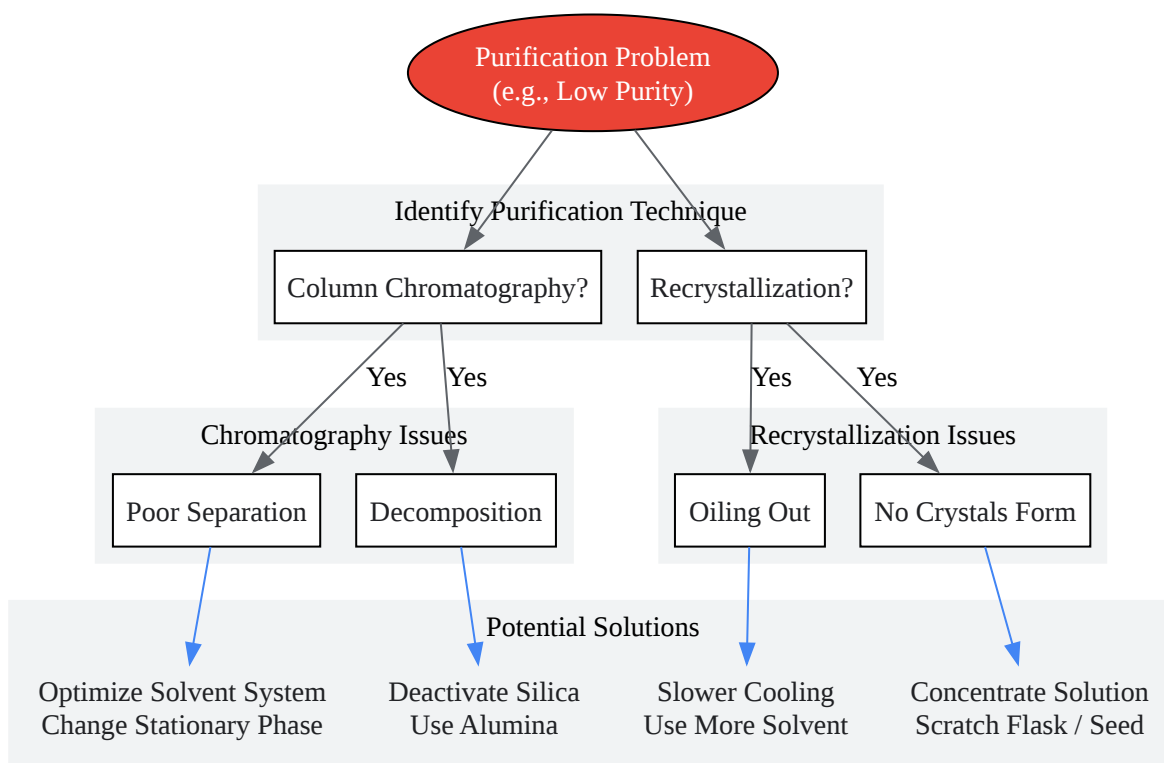 Purification Problem
(e.g., Low Purity)
Identify Purification Technique
Column Chromatography?
Recrystallization?
Yes
Yes
Yes
Yes
Chromatography Issues
Recrystallization Issues
Poor Separation
Decomposition
Oiling Out
No Crystals Form
Potential Solutions
Optimize Solvent System
Change Stationary Phase
Deactivate Silica
Use Alumina
Slower Cooling
Use More Solvent
Concentrate Solution
Scratch Flask / Seed